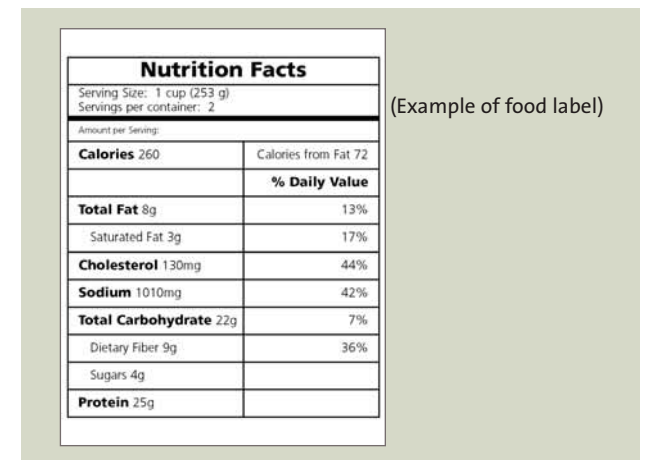 Nutrition Facts
Serving Size: 1 cup (253 g)
Servings per container: 2
(Example of food label)
Amount per Serving:
Calories 260 Calories from Fat 72
% Daily Value
Total Fat 8g 13%
Saturated Fat 3g 17%
Cholesterol 130mg 44%
Sodium 1010mg 42%
Total Carbohydrate 22g 7%
Dietary Fiber 9g 36%
Sugars 4g
Protein 25g